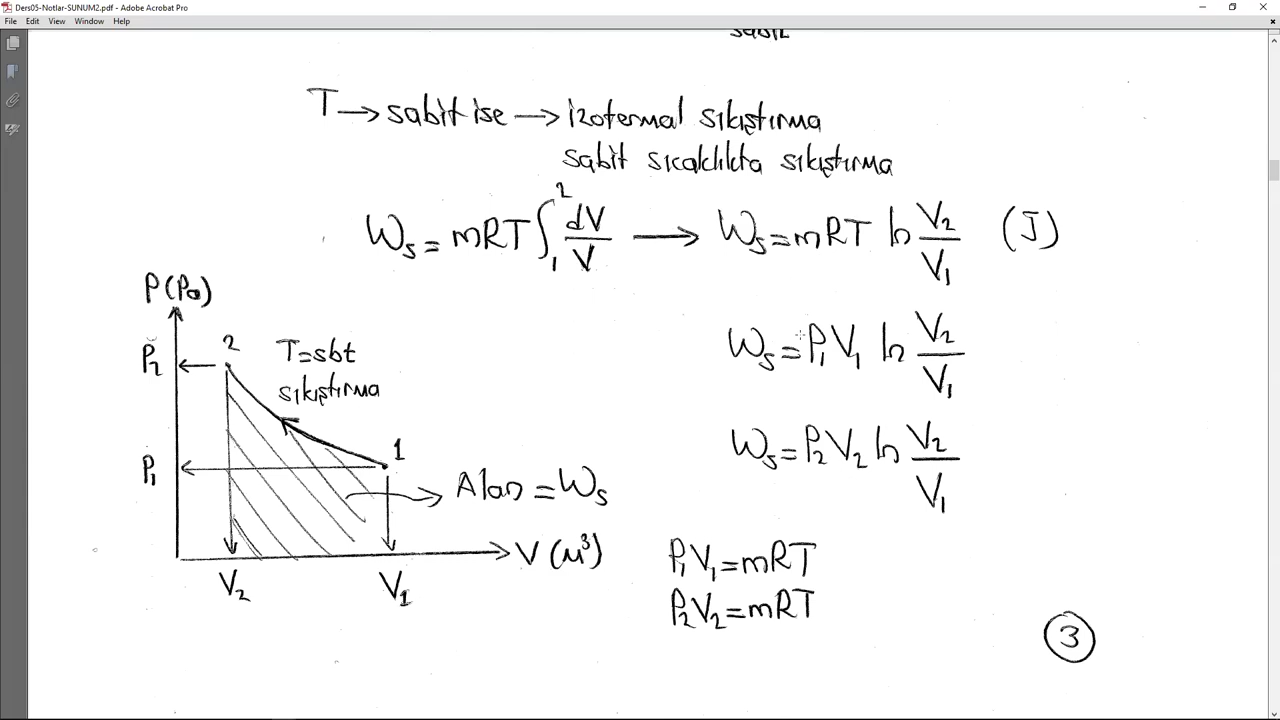 Ders05-Notlar-SUNUM2.pdf - Adobe Acrobat Pro
File Edit View Window Help
sabit
T → sabit ise → izotermal sıkıştırma
sabit sıcaklıkta sıkıştırma
Ws = mRT ∫₁² dV/V → Ws = mRT ln V₂/V₁ (J)
P (Pa)
Ws = P₁V₁ ln V₂/V₁
P₂ 2 T=sbt
sıkıştırma
Ws = P₂V₂ ln V₂/V₁
P₁ 1
Alan = Ws
V (m³)
V₂ V₁
P₁V₁ = mRT
P₂V₂ = mRT
3